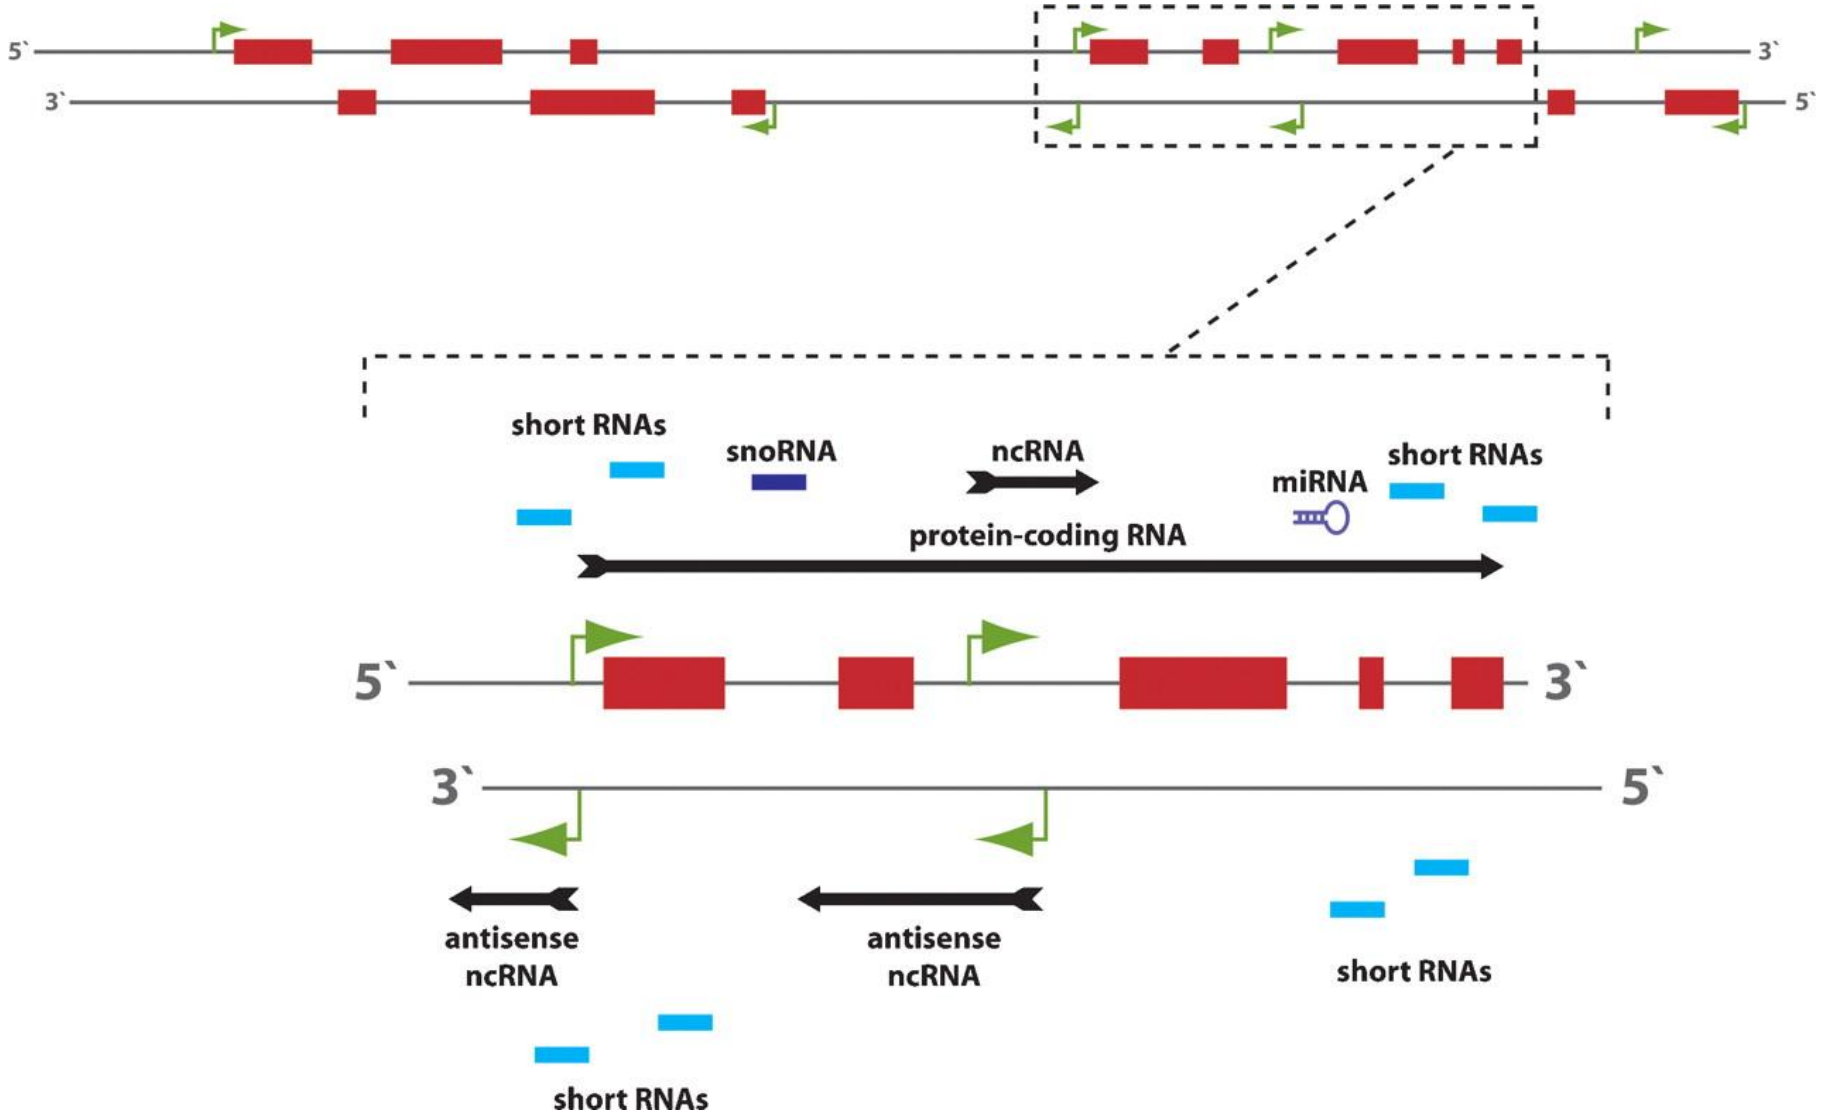 5` 3`
3` 5`
short RNAs
snoRNA
ncRNA
short RNAs
miRNA
protein-coding RNA
5` 3`
3` 5`
antisense
ncRNA
antisense
ncRNA
short RNAs
short RNAs